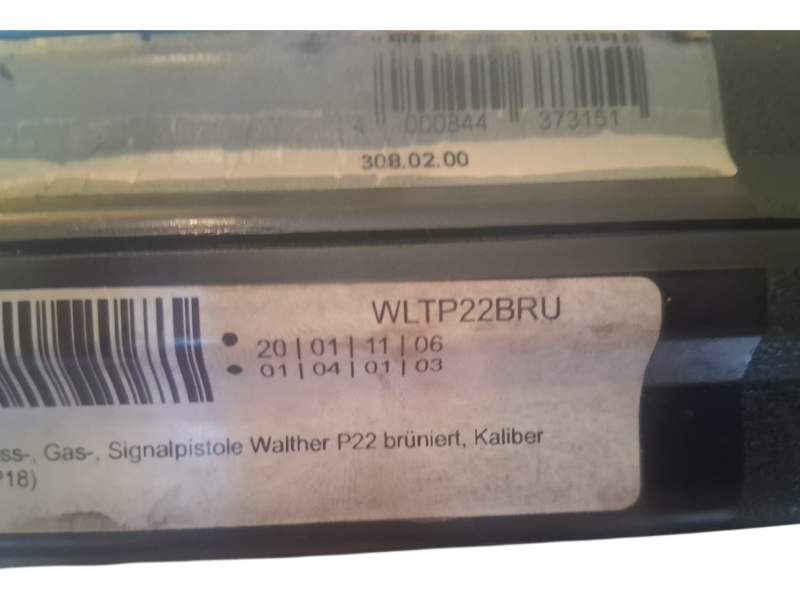 4 000844 373151
308.02.00
WLTP22BRU
20 | 01 | 11 | 06
01 | 04 | 01 | 03
ss-, Gas-, Signalpistole Walther P22 brüniert, Kaliber
P18)